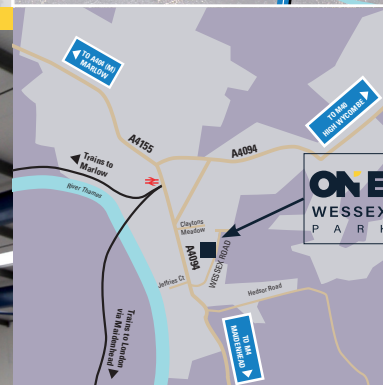 TO A404 (M)
MARLOW
TO M40
HIGH WYCOMBE
A4155
A4094
Trains to
Marlow
River Thames
Claytons
Meadow
A4094
WESSEX ROAD
Jeffries Ct
Hedsor Road
WESSEX
PARK
Trains to London
via Maidenhead
TO M4
MAIDENHEAD